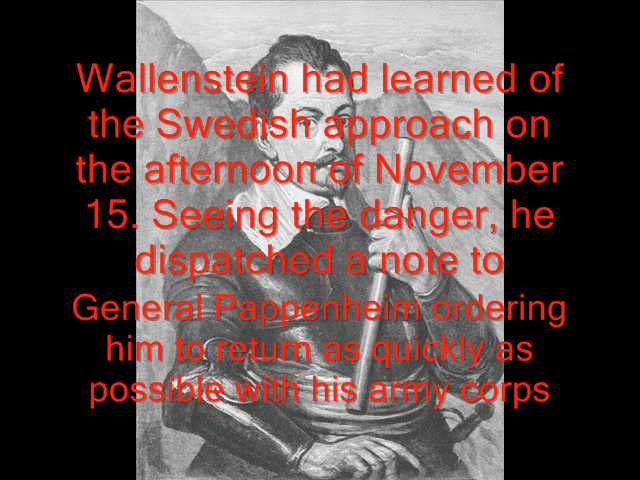 Wallenstein had learned of
the Swedish approach on
the afternoon of November
15. Seeing the danger, he
dispatched a note to
General Pappenheim ordering
him to return as quickly as
possible with his army corps